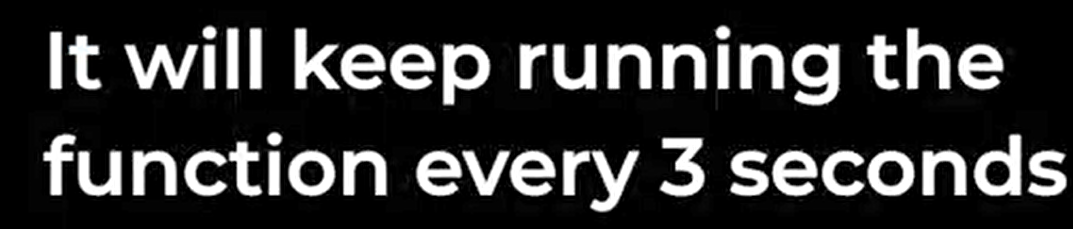 It will keep running the
function every 3 seconds